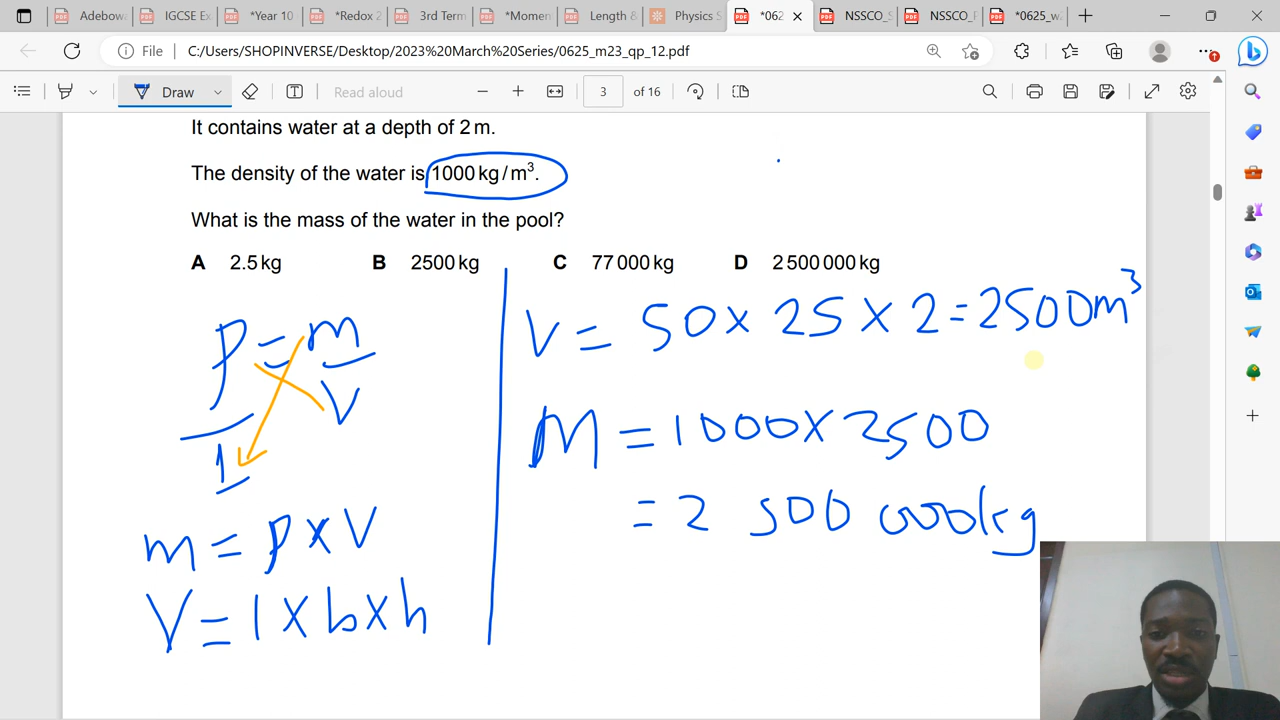 Adebow
IGCSE Ex
*Year 10
*Redox 2
3rd Term
*Momen
Length &
Physics S
*062
NSSCO_S
NSSCO_P
*0625_w
File
C:/Users/SHOPINVERSE/Desktop/2023%20March%20Series/0625_m23_qp_12.pdf
Draw
Read aloud
3
of 16
It contains water at a depth of 2 m.
The density of the water is 1000 kg / m³.
What is the mass of the water in the pool?
A 2.5 kg B 2500 kg C 77 000 kg D 2 500 000 kg
ρ = m
V
1
m = ρ x V
V = l x b x h
V = 50 x 25 x 2 = 2500m³
M = 1000 x 2500
= 2 500 000kg